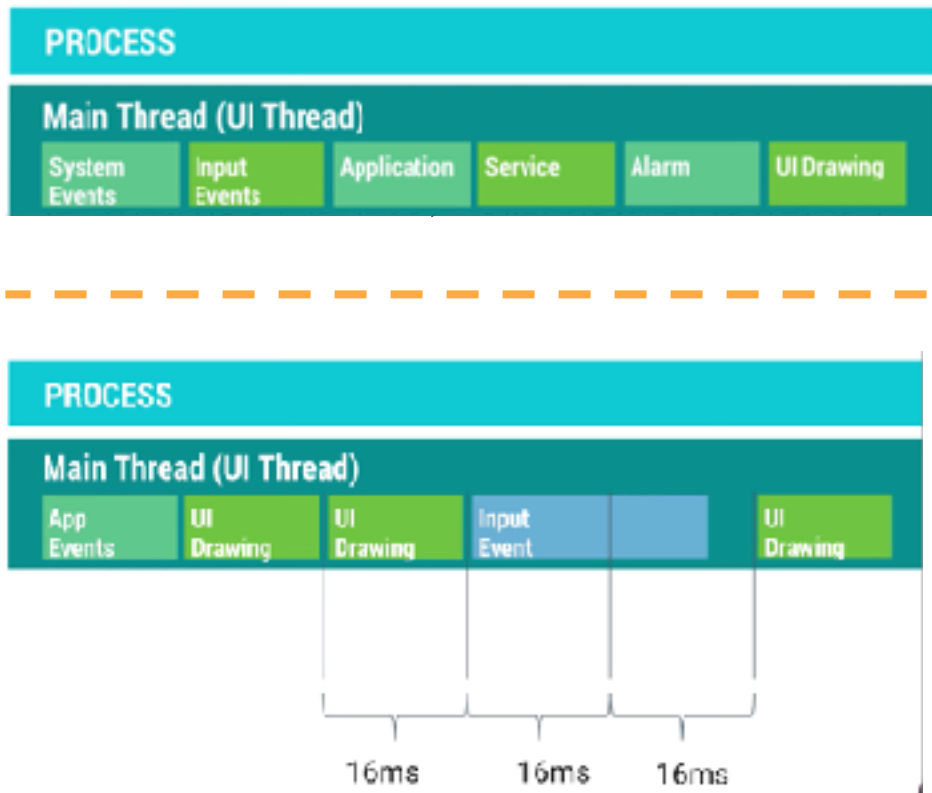 PROCESS
Main Thread (UI Thread)
System Events
Input Events
Application
Service
Alarm
UI Drawing
PROCESS
Main Thread (UI Thread)
App Events
UI Drawing
UI Drawing
Input Event
UI Drawing
16ms
16ms
16ms